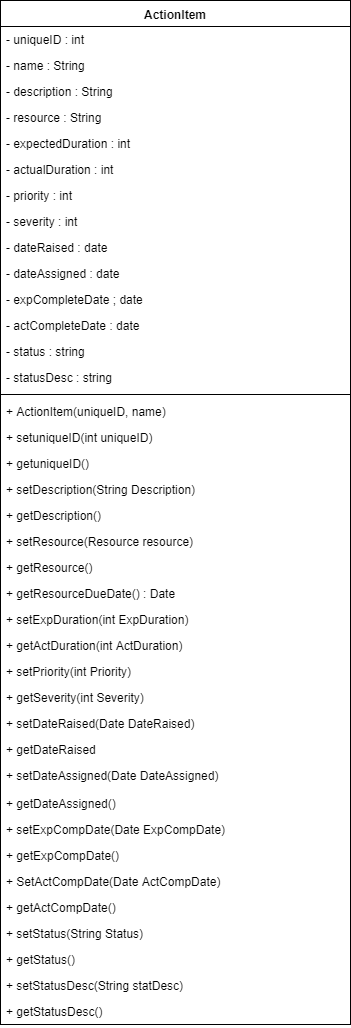 ActionItem
- uniqueID : int
- name : String
- description : String
- resource : String
- expectedDuration : int
- actualDuration : int
- priority : int
- severity : int
- dateRaised : date
- dateAssigned : date
- expCompleteDate ; date
- actCompleteDate : date
- status : string
- statusDesc : string
+ ActionItem(uniqueID, name)
+ setuniqueID(int uniqueID)
+ getuniqueID()
+ setDescription(String Description)
+ getDescription()
+ setResource(Resource resource)
+ getResource()
+ getResourceDueDate() : Date
+ setExpDuration(int ExpDuration)
+ getActDuration(int ActDuration)
+ setPriority(int Priority)
+ getSeverity(int Severity)
+ setDateRaised(Date DateRaised)
+ getDateRaised
+ setDateAssigned(Date DateAssigned)
+ getDateAssigned()
+ setExpCompDate(Date ExpCompDate)
+ getExpCompDate()
+ SetActCompDate(Date ActCompDate)
+ getActCompDate()
+ setStatus(String Status)
+ getStatus()
+ setStatusDesc(String statDesc)
+ getStatusDesc()